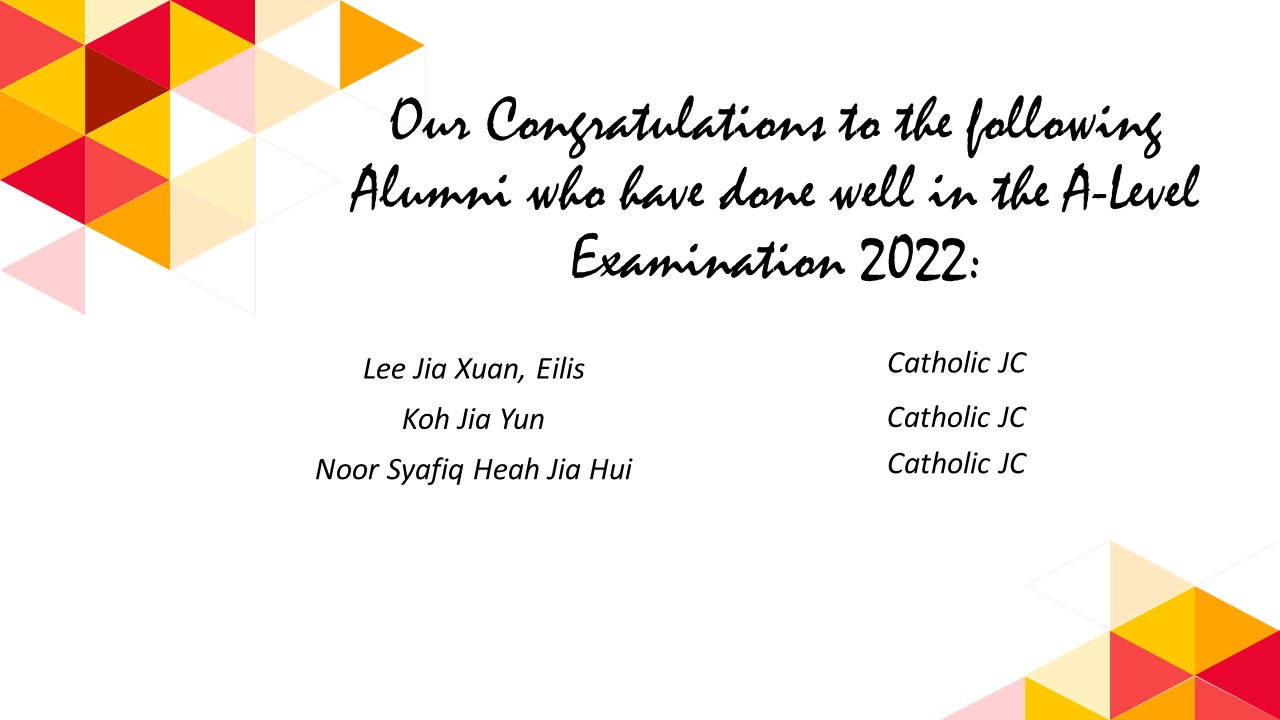 Our Congratulations to the following
Alumni who have done well in the A-Level
Examination 2022:
Lee Jia Xuan, Eilis Catholic JC
Koh Jia Yun Catholic JC
Noor Syafiq Heah Jia Hui Catholic JC